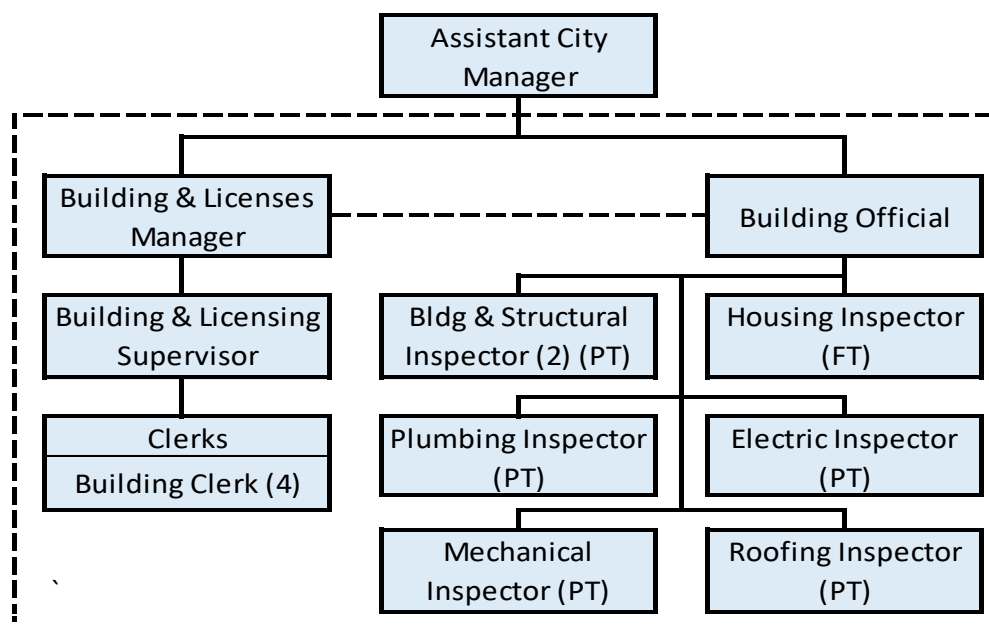 Assistant City
Manager
Building & Licenses
Manager
Building Official
Building & Licensing
Supervisor
Bldg & Structural
Inspector (2) (PT)
Housing Inspector
(FT)
Clerks
Building Clerk (4)
Plumbing Inspector
(PT)
Electric Inspector
(PT)
Mechanical
Inspector (PT)
Roofing Inspector
(PT)
`